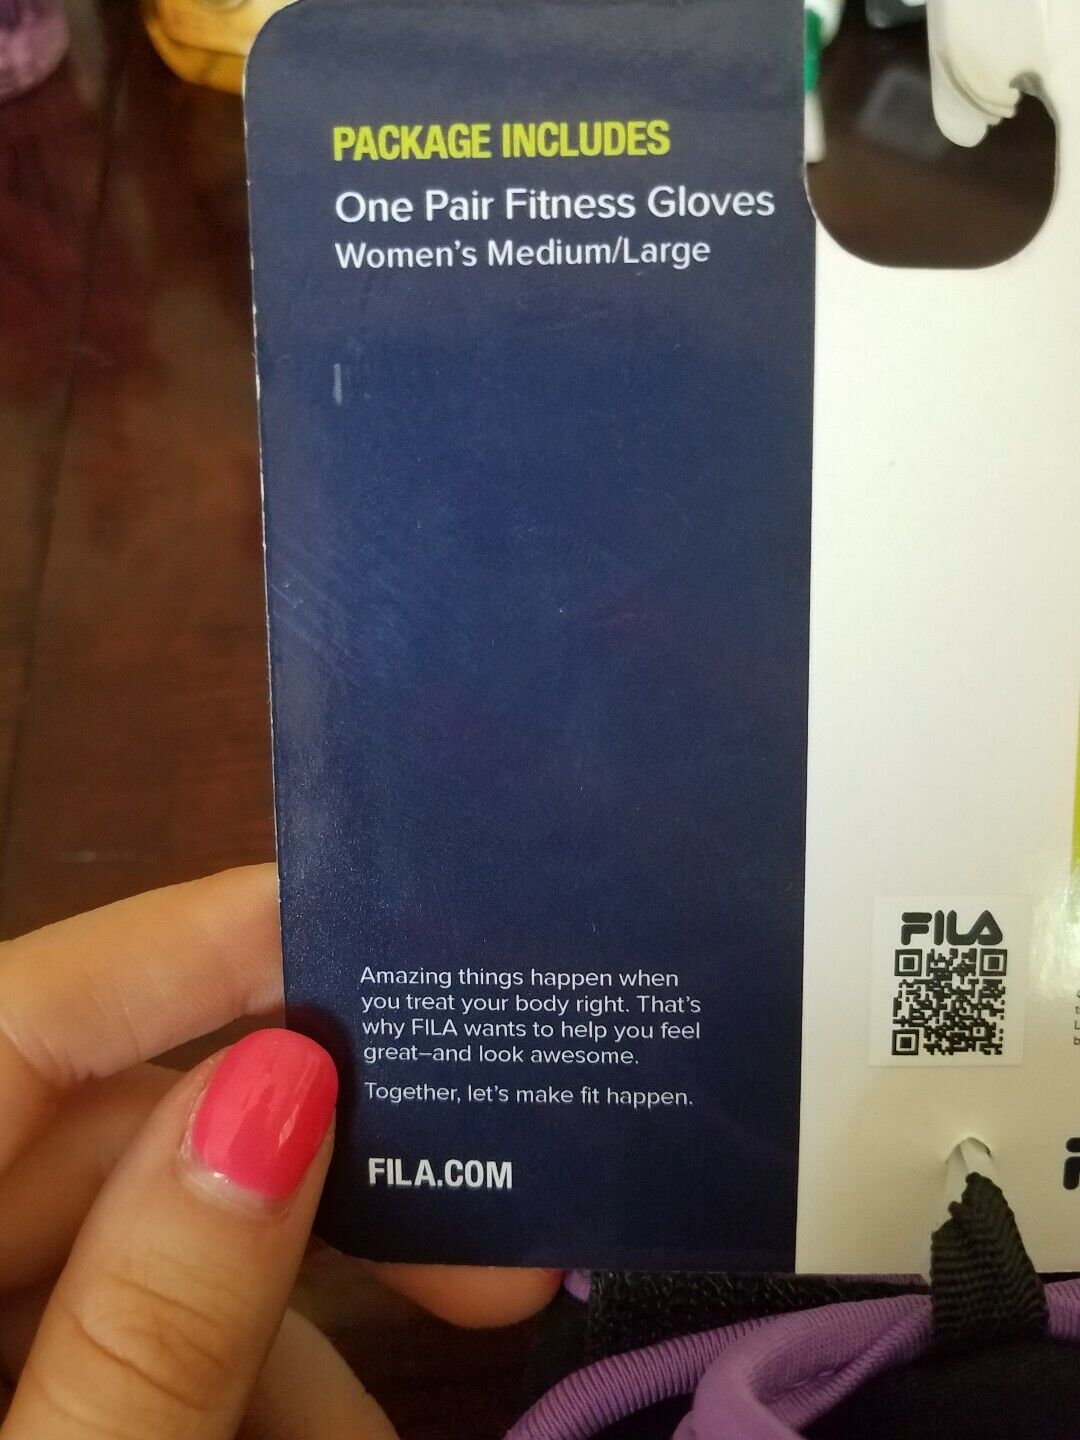 PACKAGE INCLUDES
One Pair Fitness Gloves
Women's Medium/Large
Amazing things happen when
you treat your body right. That's
why FILA wants to help you feel
great–and look awesome.
Together, let's make fit happen.
FILA.COM
FILA